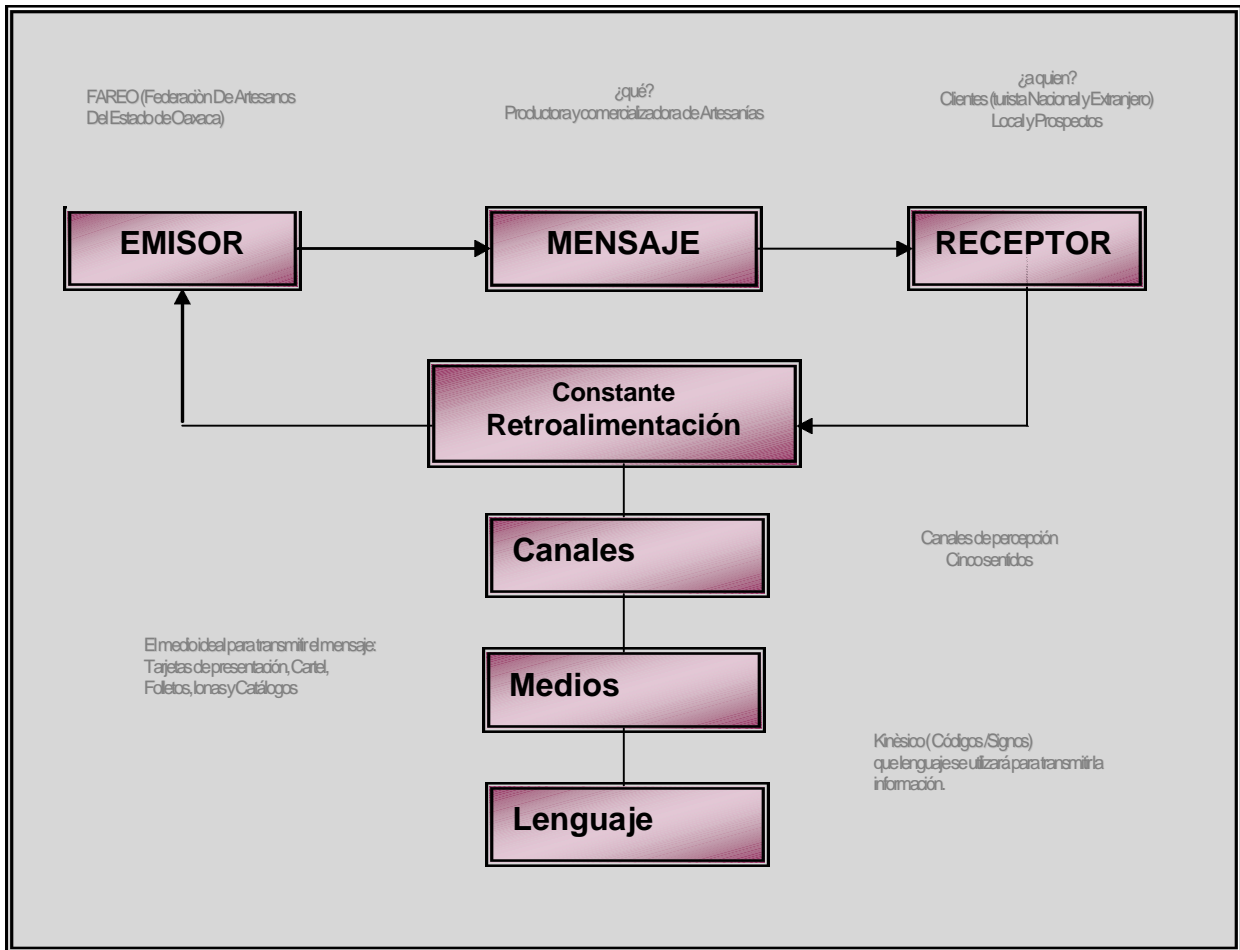 FAREO (Federaciòn De Artesanos
Del Estado de Oaxaca)
¿qué?
Productora y comercializadora de Artesanías
¿a quien?
Clientes (turista Nacional y Extranjero)
Local y Prospectos
EMISOR
MENSAJE
RECEPTOR
Constante
Retroalimentación
Canales
Canales de percepción
Cinco sentidos
El medio ideal para transmitir el mensaje:
Tarjetas de presentación, Cartel,
Folletos, lonas y Catálogos
Medios
Kinèsico ( Códigos /Signos)
que lenguaje se utilizará para transmitir la
información.
Lenguaje